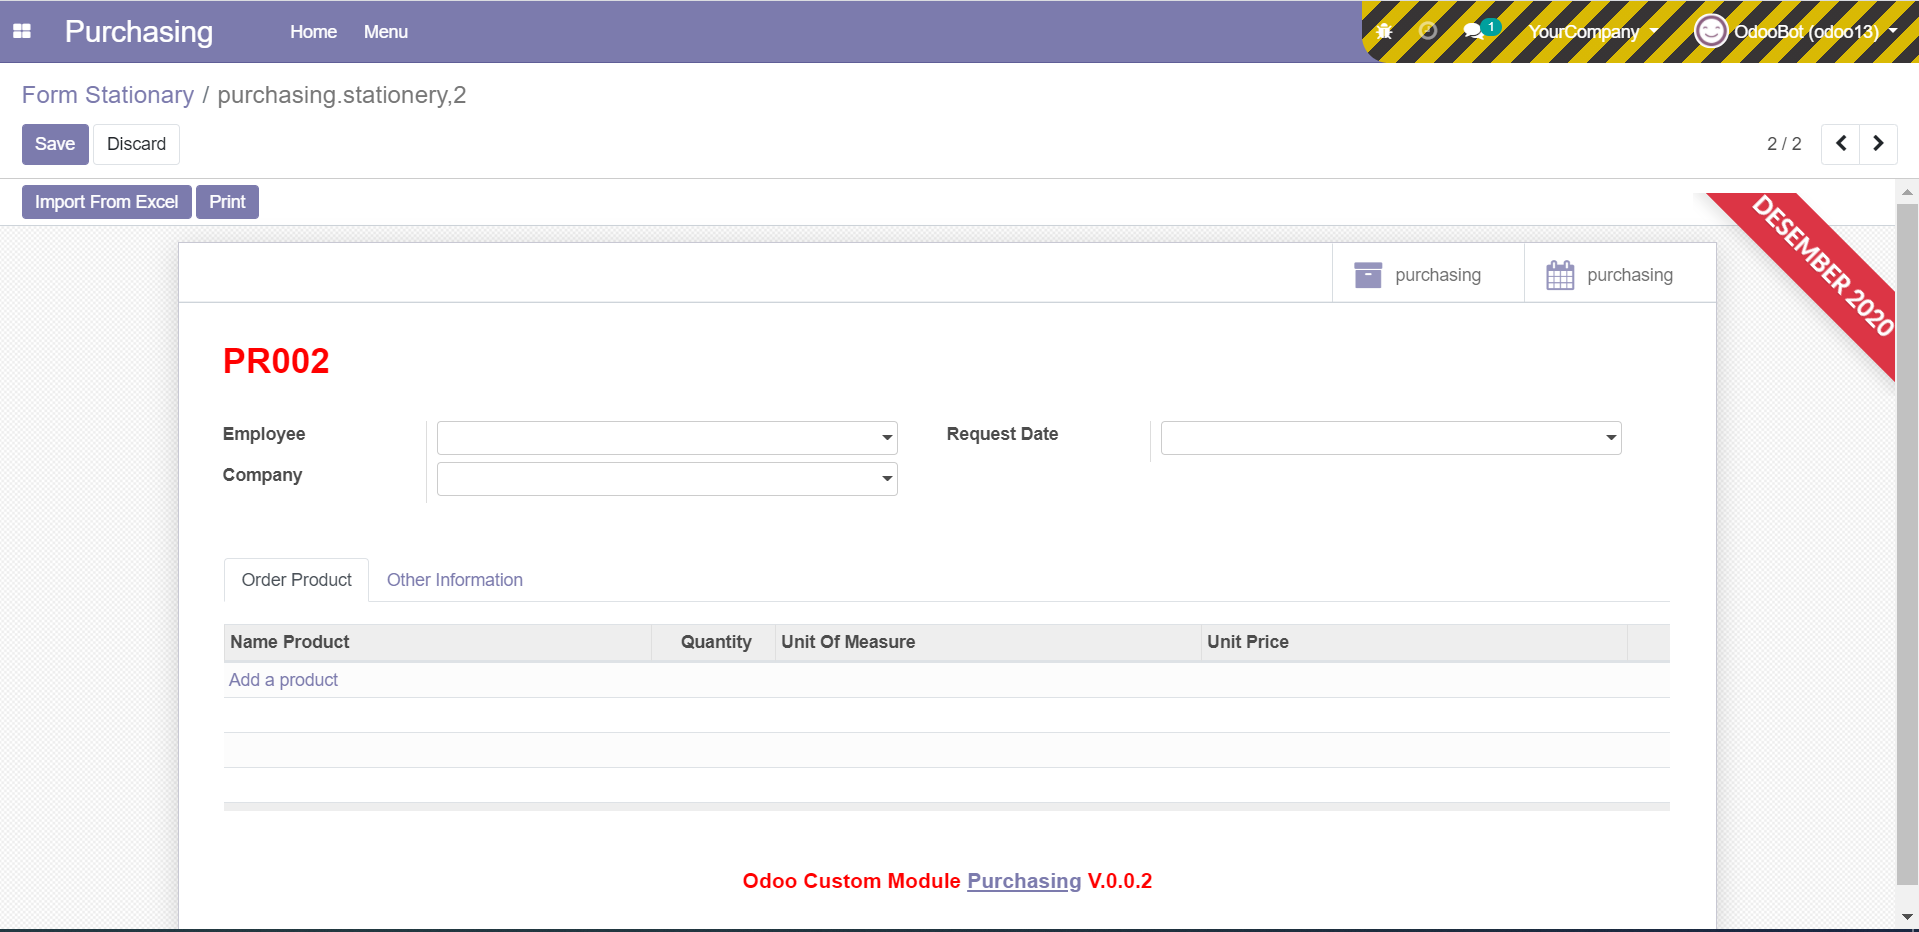 Purchasing Home Menu 1 YourCompany OdooBot (odoo13)
Form Stationary / purchasing.stationery,2
Save Discard 2 / 2
Import From Excel Print
DESEMBER 2020
purchasing purchasing
PR002
Employee Request Date
Company
Order Product Other Information
Name Product Quantity Unit Of Measure Unit Price
Add a product
Odoo Custom Module Purchasing V.0.0.2